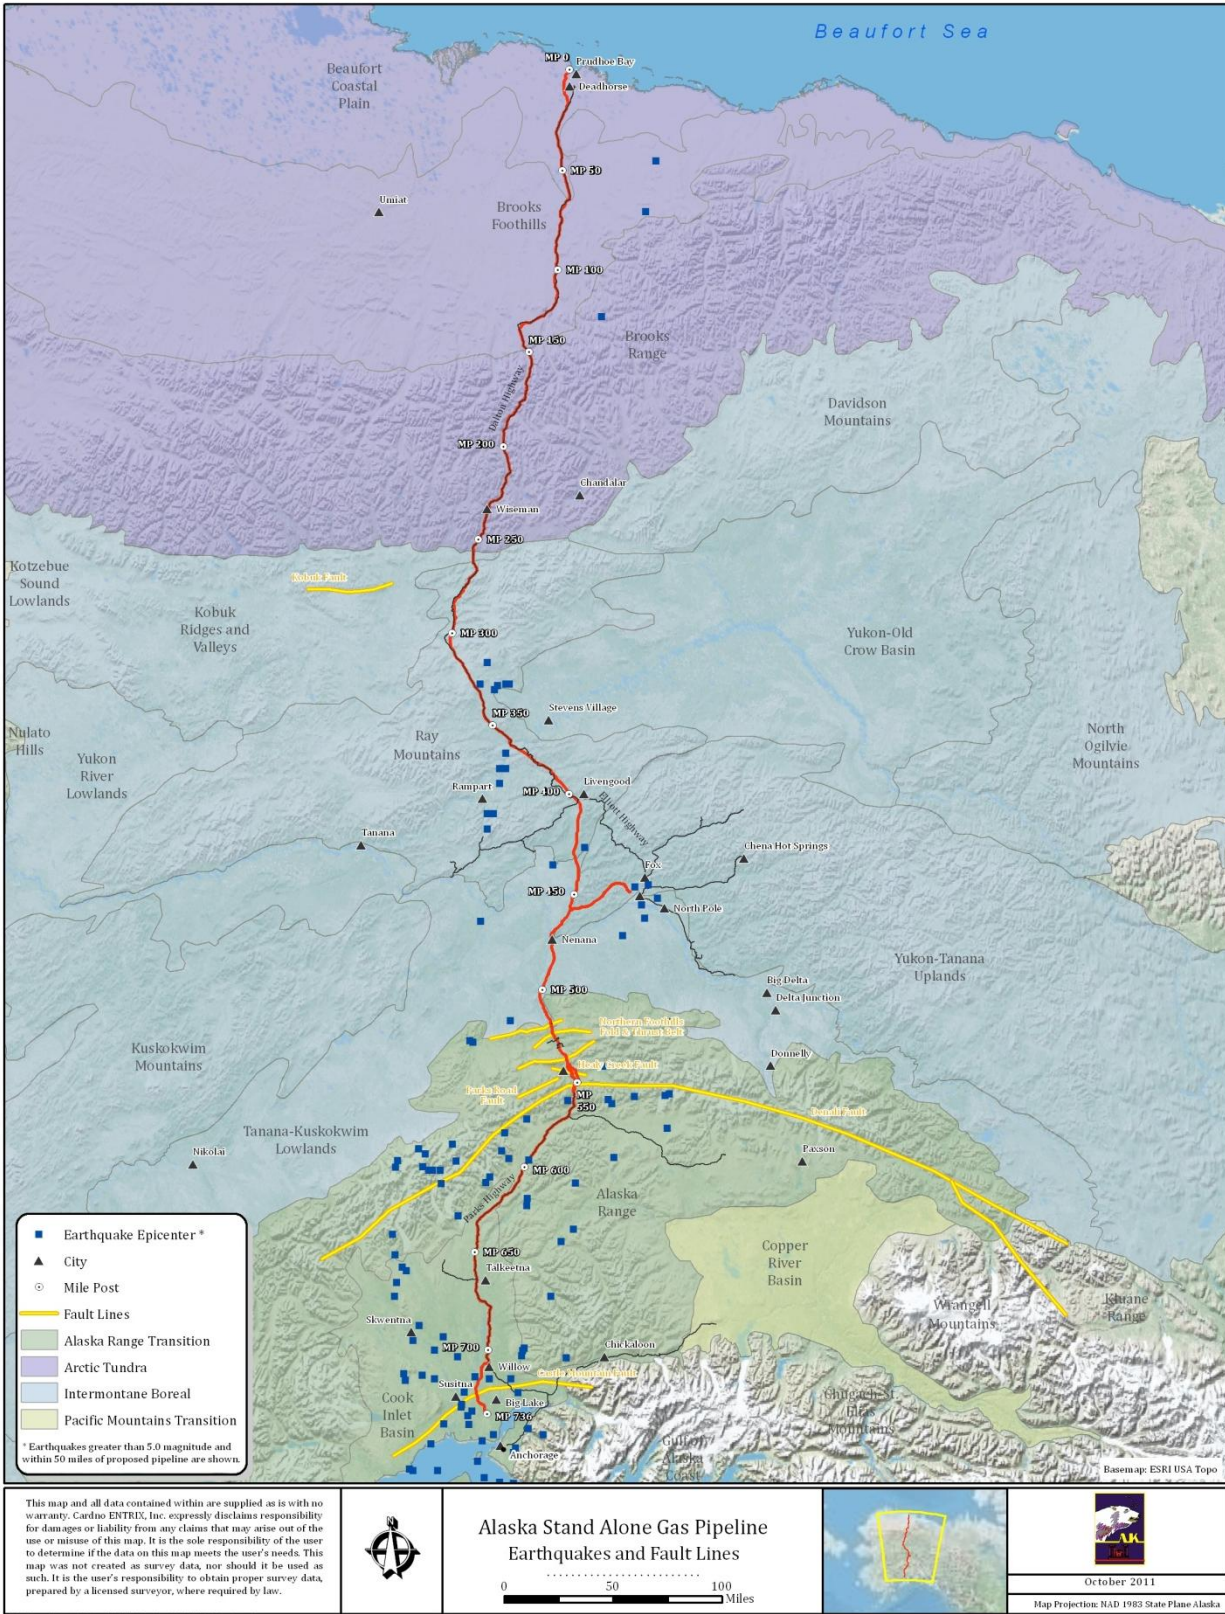 Beaufort Sea
MP 0
Prudhoe Bay
Deadhorse
Beaufort
Coastal
Plain
MP 50
Umiat
Brooks
Foothills
MP 100
MP 150
Brooks
Range
Dalton Highway
Davidson
Mountains
MP 200
Chandalar
Wiseman
MP 250
Kotzebue
Sound
Lowlands
Kobuk Fault
Kobuk
Ridges and
Valleys
MP 300
Yukon-Old
Crow Basin
Stevens Village
MP 350
Nulato
Hills
Ray
Mountains
North
Ogilvie
Mountains
Yukon
River
Lowlands
Rampart
MP 400
Livengood
Elliott Highway
Tanana
Chena Hot Springs
Fox
MP 450
North Pole
Nenana
Yukon-Tanana
Uplands
MP 500
Big Delta
Delta Junction
Northern Foothills
Fold & Thrust Belt
Kuskokwim
Mountains
Healy Creek Fault
Donnelly
Parks Road
Fault
MP
550
Denali Fault
Tanana-Kuskokwim
Lowlands
Nikolai
Paxson
MP 600
Parks Highway
Alaska
Range
MP 650
Talkeetna
Copper
River
Basin
Wrangell
Mountains
Kluane
Range
Skwentna
MP 700
Willow
Chickaloon
Castle Mountain Fault
Susitna
Big Lake
Cook
Inlet
Basin
MP 736
Anchorage
Chugach-St
Elias
Mountains
Gulf of
Alaska
Coast
Earthquake Epicenter *
City
Mile Post
Fault Lines
Alaska Range Transition
Arctic Tundra
Intermontane Boreal
Pacific Mountains Transition
* Earthquakes greater than 5.0 magnitude and
within 50 miles of proposed pipeline are shown.
Basemap: ESRI USA Topo
This map and all data contained within are supplied as is with no
warranty. Cardno ENTRIX, Inc. expressly disclaims responsibility
for damages or liability from any claims that may arise out of the
use or misuse of this map. It is the sole responsibility of the user
to determine if the data on this map meets the user's needs. This
map was not created as survey data, nor should it be used as
such. It is the user's responsibility to obtain proper survey data,
prepared by a licensed surveyor, where required by law.
N
Alaska Stand Alone Gas Pipeline
Earthquakes and Fault Lines
0 50 100
Miles
AK
October 2011
Map Projection: NAD 1983 State Plane Alaska